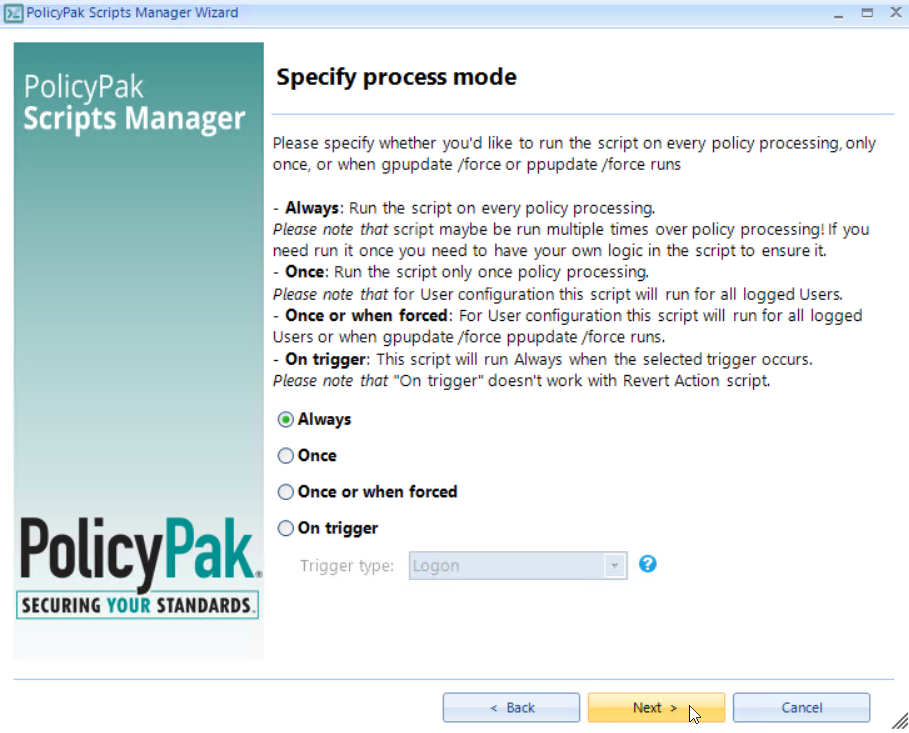 PolicyPak Scripts Manager Wizard
PolicyPak
Scripts Manager
Specify process mode
Please specify whether you'd like to run the script on every policy processing, only
once, or when gpupdate /force or ppupdate /force runs
- Always: Run the script on every policy processing.
Please note that script maybe be run multiple times over policy processing! If you
need run it once you need to have your own logic in the script to ensure it.
- Once: Run the script only once policy processing.
Please note that for User configuration this script will run for all logged Users.
- Once or when forced: For User configuration this script will run for all logged
Users or when gpupdate /force ppupdate /force runs.
- On trigger: This script will run Always when the selected trigger occurs.
Please note that "On trigger" doesn't work with Revert Action script.
Always
Once
Once or when forced
On trigger
Trigger type: Logon ?
PolicyPak®
SECURING YOUR STANDARDS™
< Back Next > Cancel